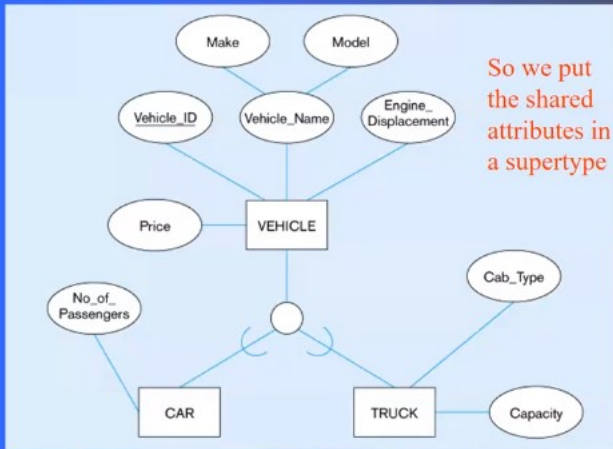 Make
Model
So we put
the shared
attributes in
a supertype
Vehicle_ID
Vehicle_Name
Engine_
Displacement
Price
VEHICLE
Cab_Type
No_of_
Passengers
CAR
TRUCK
Capacity